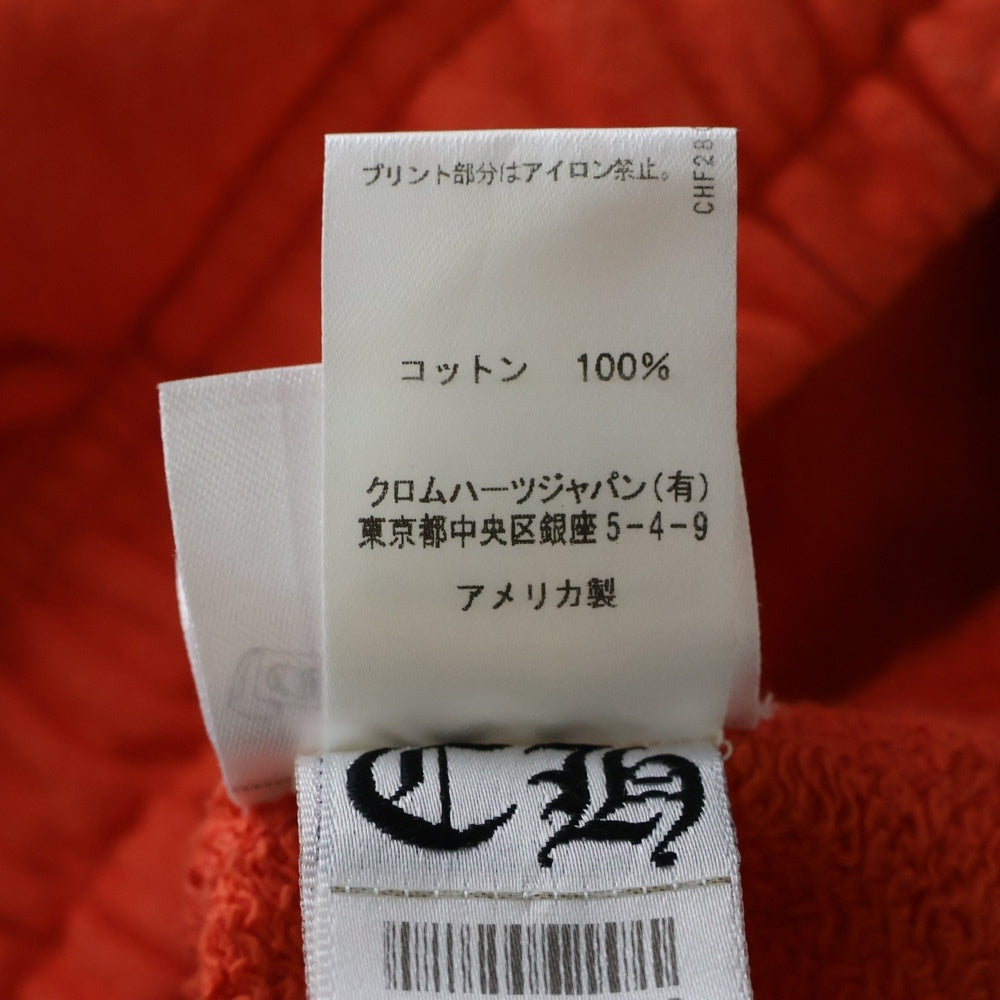 プリント部分はアイロン禁止。
コットン　100%
クロムハーツジャパン(有)
東京都中央区銀座5-4-9
アメリカ製
CH